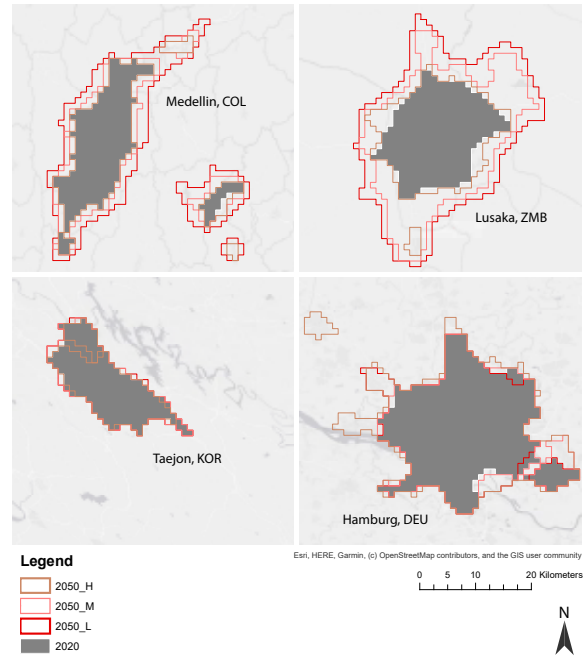 Medellin, COL
Lusaka, ZMB
Taejon, KOR
Hamburg, DEU
Esri, HERE, Garmin, (c) OpenStreetMap contributors, and the GIS user community
Legend
2050_H
2050_M
2050_L
2020
0 5 10 20 Kilometers
N